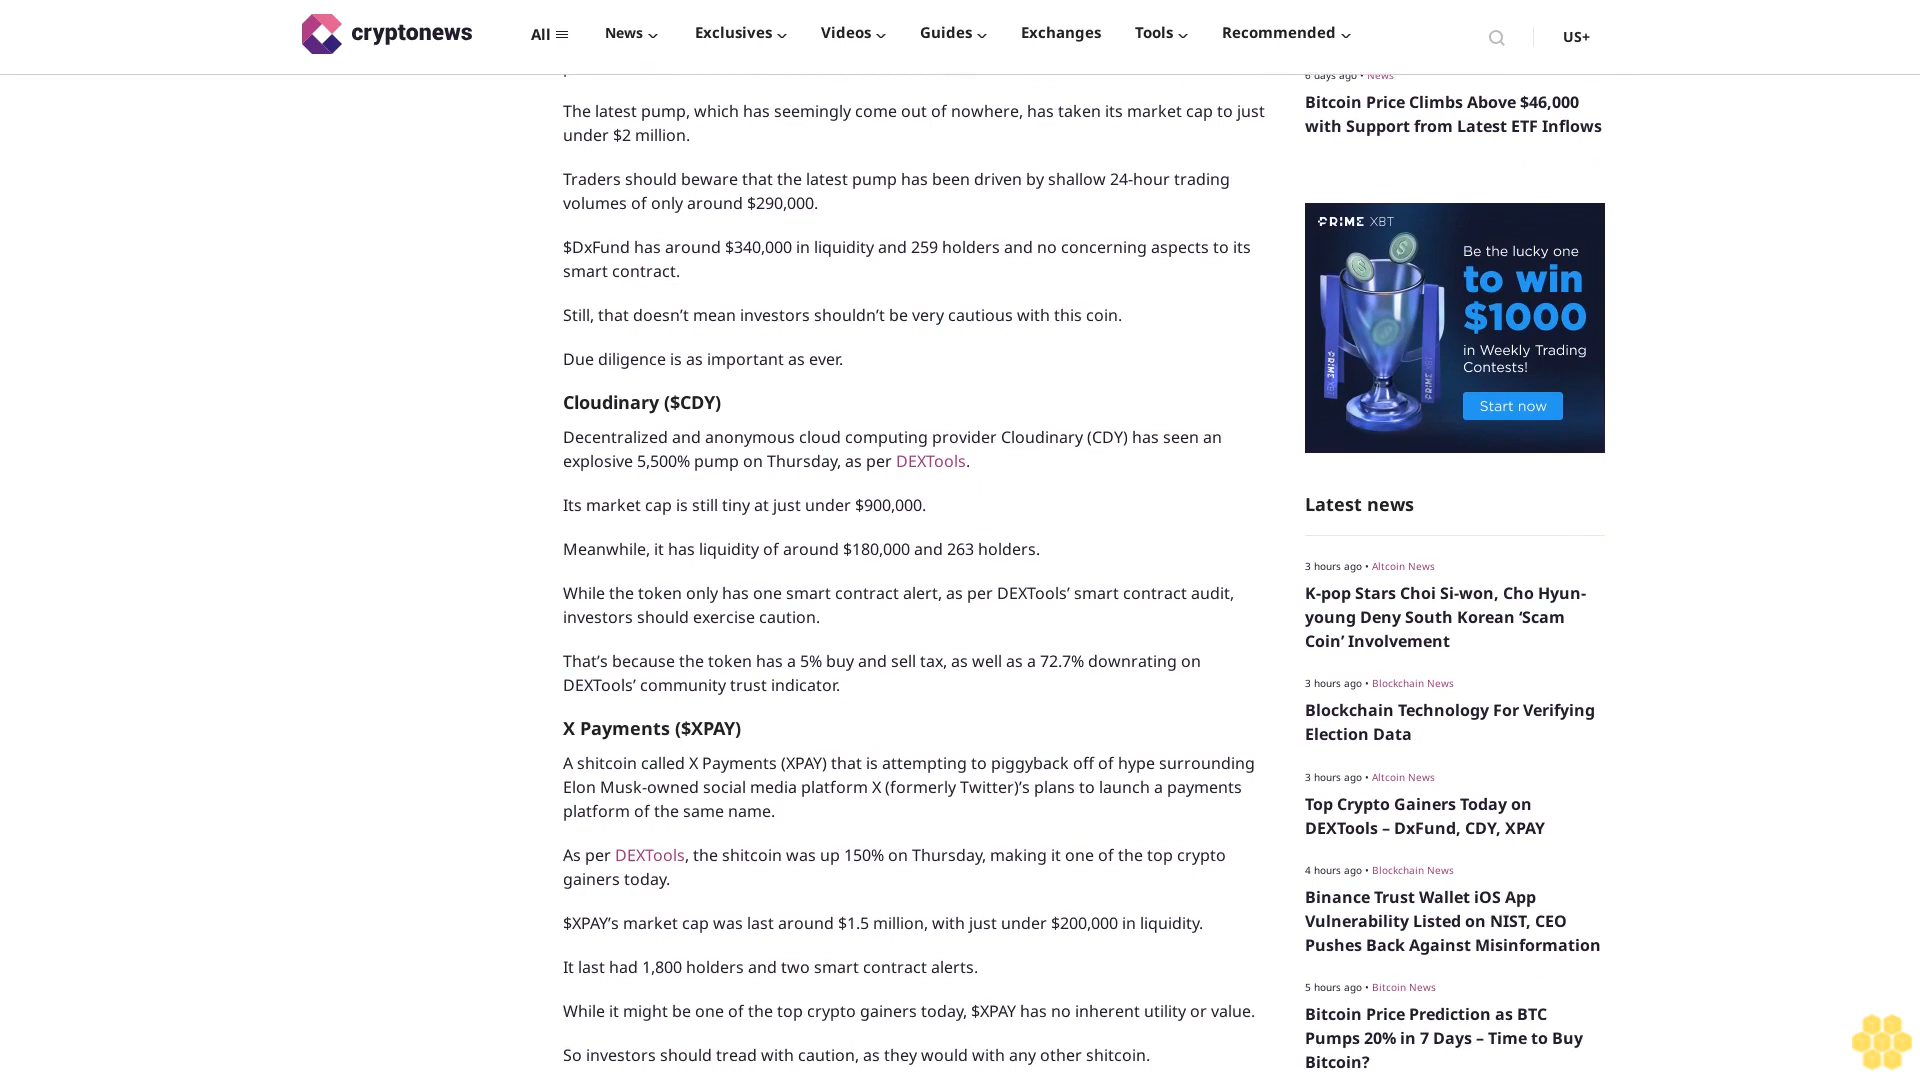 cryptonews
All
News
Exclusives
Videos
Guides
Exchanges
Tools
Recommended
US+
The latest pump, which has seemingly come out of nowhere, has taken its market cap to just
under $2 million.
Traders should beware that the latest pump has been driven by shallow 24-hour trading
volumes of only around $290,000.
$DxFund has around $340,000 in liquidity and 259 holders and no concerning aspects to its
smart contract.
Still, that doesn’t mean investors shouldn’t be very cautious with this coin.
Due diligence is as important as ever.
Cloudinary ($CDY)
Decentralized and anonymous cloud computing provider Cloudinary (CDY) has seen an
explosive 5,500% pump on Thursday, as per DEXTools.
Its market cap is still tiny at just under $900,000.
Meanwhile, it has liquidity of around $180,000 and 263 holders.
While the token only has one smart contract alert, as per DEXTools’ smart contract audit,
investors should exercise caution.
That’s because the token has a 5% buy and sell tax, as well as a 72.7% downrating on
DEXTools’ community trust indicator.
X Payments ($XPAY)
A shitcoin called X Payments (XPAY) that is attempting to piggyback off of hype surrounding
Elon Musk-owned social media platform X (formerly Twitter)’s plans to launch a payments
platform of the same name.
As per DEXTools, the shitcoin was up 150% on Thursday, making it one of the top crypto
gainers today.
$XPAY’s market cap was last around $1.5 million, with just under $200,000 in liquidity.
It last had 1,800 holders and two smart contract alerts.
While it might be one of the top crypto gainers today, $XPAY has no inherent utility or value.
So investors should tread with caution, as they would with any other shitcoin.
6 days ago • News
Bitcoin Price Climbs Above $46,000
with Support from Latest ETF Inflows
PRIME XBT
Be the lucky one
to win
$1000
in Weekly Trading
Contests!
Start now
PRIME
PRIME XBT
Latest news
3 hours ago • Altcoin News
K-pop Stars Choi Si-won, Cho Hyun-
young Deny South Korean ‘Scam
Coin’ Involvement
3 hours ago • Blockchain News
Blockchain Technology For Verifying
Election Data
3 hours ago • Altcoin News
Top Crypto Gainers Today on
DEXTools – DxFund, CDY, XPAY
4 hours ago • Blockchain News
Binance Trust Wallet iOS App
Vulnerability Listed on NIST, CEO
Pushes Back Against Misinformation
5 hours ago • Bitcoin News
Bitcoin Price Prediction as BTC
Pumps 20% in 7 Days – Time to Buy
Bitcoin?